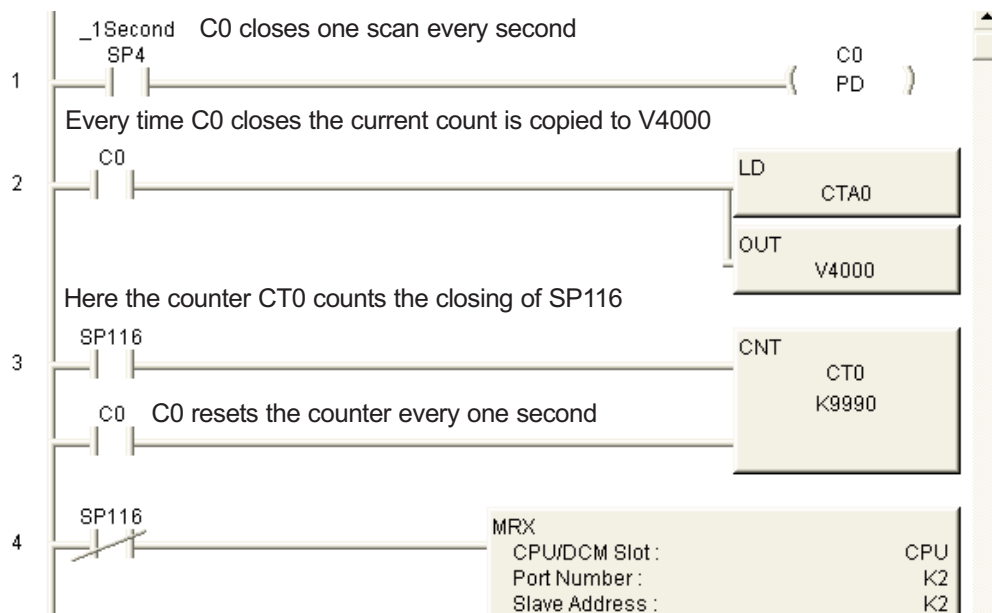 _1Second C0 closes one scan every second
SP4
C0
1
PD
Every time C0 closes the current count is copied to V4000
C0
2
LD
CTA0
OUT
V4000
Here the counter CT0 counts the closing of SP116
SP116
3
CNT
CT0
K9990
C0 C0 resets the counter every one second
SP116
4
MRX
CPU/DCM Slot : CPU
Port Number : K2
Slave Address : K2